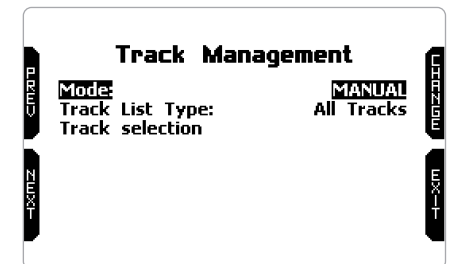 Track Management
PREV
CHANGE
Mode: MANUAL
Track List Type: All Tracks
Track selection
NEXT
EXIT